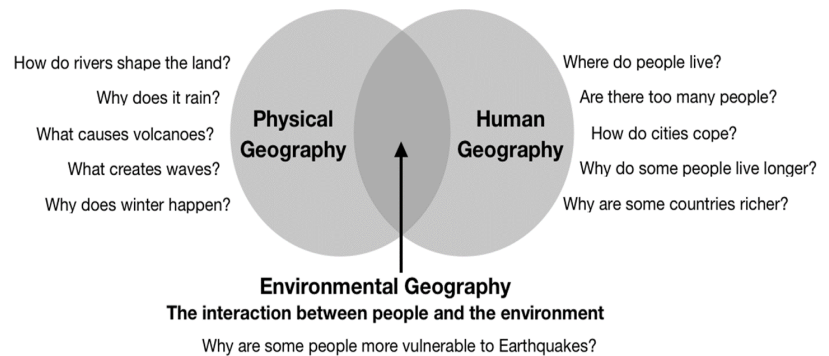 How do rivers shape the land?
Why does it rain?
What causes volcanoes?
What creates waves?
Why does winter happen?
Physical
Geography
Human
Geography
Where do people live?
Are there too many people?
How do cities cope?
Why do some people live longer?
Why are some countries richer?
Environmental Geography
The interaction between people and the environment
Why are some people more vulnerable to Earthquakes?